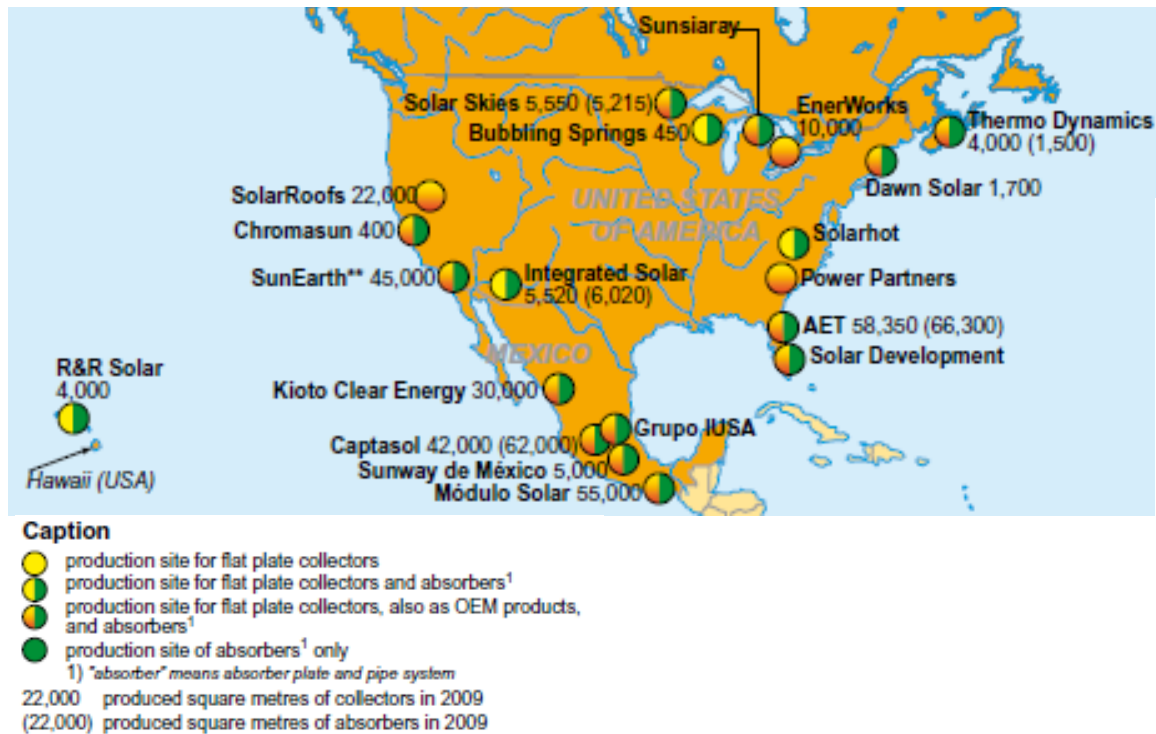 Sunsiaray
Solar Skies 5,550 (5,215)
EnerWorks
10,000
Bubbling Springs 450
Thermo Dynamics
4,000 (1,500)
Dawn Solar 1,700
SolarRoofs 22,000
UNITED STATES
OF AMERICA
Chromasun 400
Solarhot
SunEarth** 45,000
Integrated Solar
5,520 (6,020)
Power Partners
AET 58,350 (66,300)
MEXICO
Solar Development
R&R Solar
4,000
Kioto Clear Energy 30,000
Grupo IUSA
Captasol 42,000 (62,000)
Sunway de México 5,000
Hawaii (USA)
Módulo Solar 55,000
Caption
production site for flat plate collectors
production site for flat plate collectors and absorbers¹
production site for flat plate collectors, also as OEM products,
and absorbers¹
production site of absorbers¹ only
1) "absorber" means absorber plate and pipe system
22,000 produced square metres of collectors in 2009
(22,000) produced square metres of absorbers in 2009